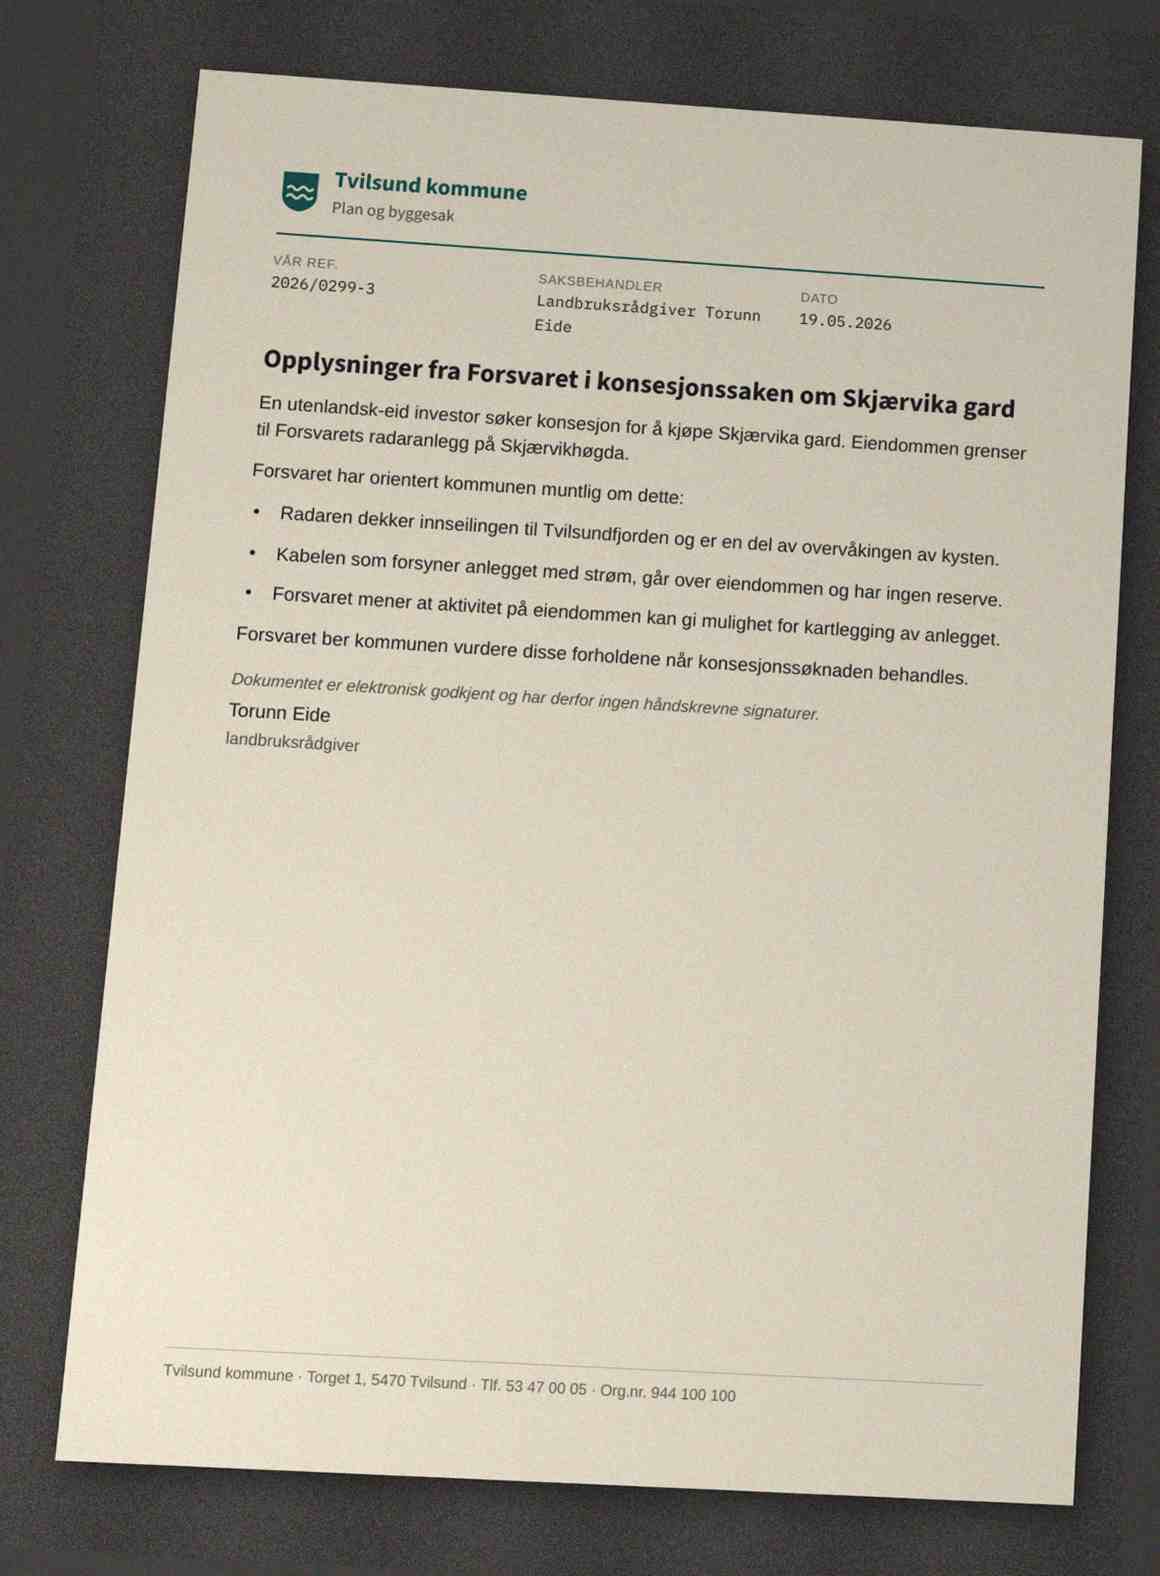 Tvilsund kommune
Plan og byggesak
VÅR REF.
2026/0299-3
SAKSBEHANDLER
Landbruksrådgiver Torunn
Eide
DATO
19.05.2026
Opplysninger fra Forsvaret i konsesjonssaken om Skjærvika gard
En utenlandsk-eid investor søker konsesjon for å kjøpe Skjærvika gard. Eiendommen grenser
til Forsvarets radaranlegg på Skjærvikhøgda.
Forsvaret har orientert kommunen muntlig om dette:
• Radaren dekker innseilingen til Tvilsundfjorden og er en del av overvåkingen av kysten.
• Kabelen som forsyner anlegget med strøm, går over eiendommen og har ingen reserve.
• Forsvaret mener at aktivitet på eiendommen kan gi mulighet for kartlegging av anlegget.
Forsvaret ber kommunen vurdere disse forholdene når konsesjonssøknaden behandles.
Dokumentet er elektronisk godkjent og har derfor ingen håndskrevne signaturer.
Torunn Eide
landbruksrådgiver
Tvilsund kommune · Torget 1, 5470 Tvilsund · Tlf. 53 47 00 05 · Org.nr. 944 100 100